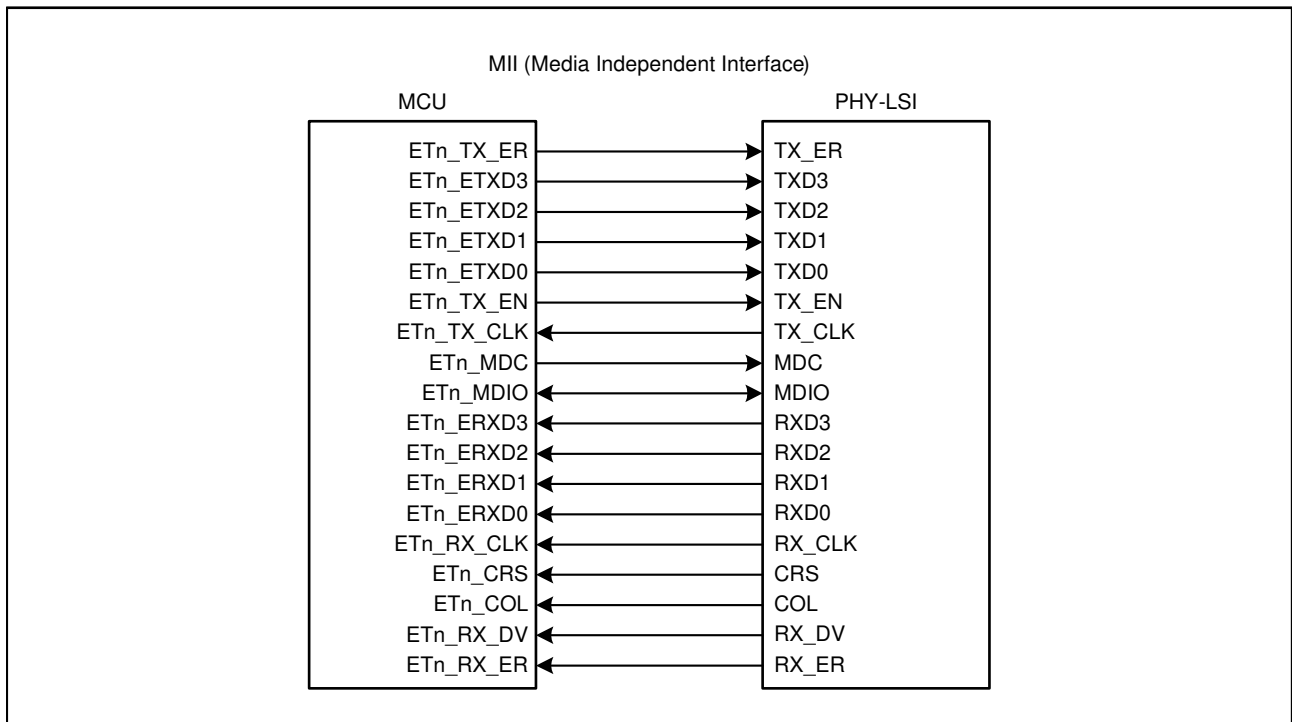 MII (Media Independent Interface)
MCU PHY-LSI
ETn_TX_ER TX_ER
ETn_ETXD3 TXD3
ETn_ETXD2 TXD2
ETn_ETXD1 TXD1
ETn_ETXD0 TXD0
ETn_TX_EN TX_EN
ETn_TX_CLK TX_CLK
ETn_MDC MDC
ETn_MDIO MDIO
ETn_ERXD3 RXD3
ETn_ERXD2 RXD2
ETn_ERXD1 RXD1
ETn_ERXD0 RXD0
ETn_RX_CLK RX_CLK
ETn_CRS CRS
ETn_COL COL
ETn_RX_DV RX_DV
ETn_RX_ER RX_ER